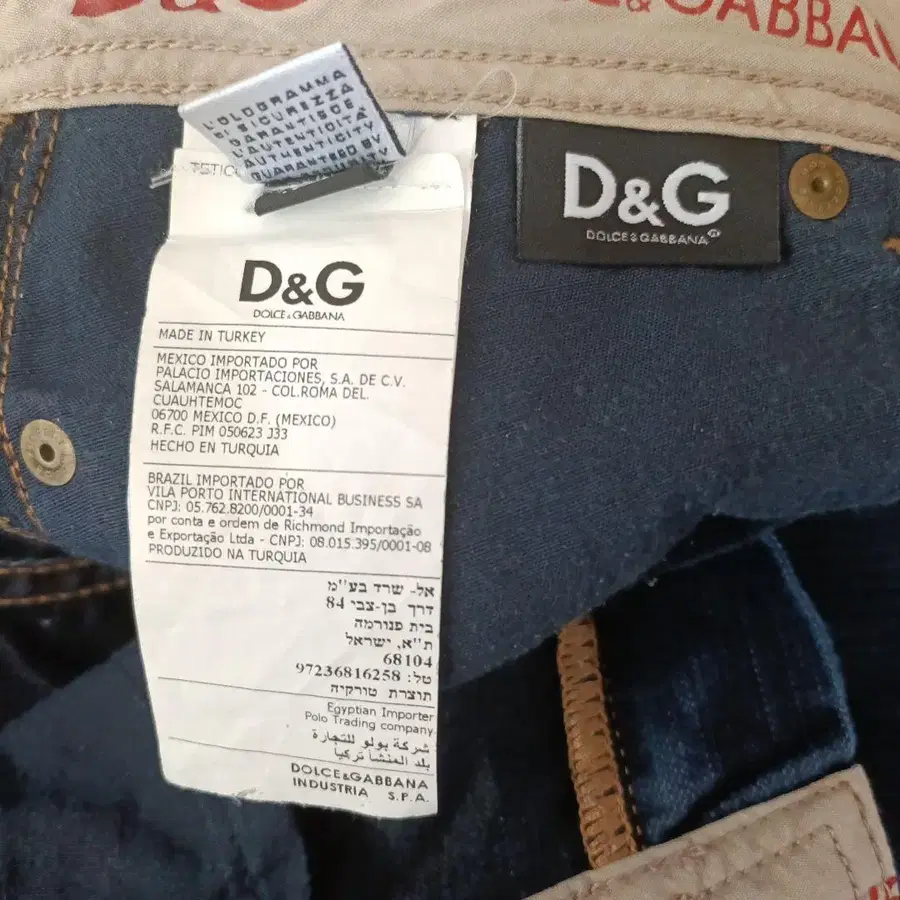 D&G
&GABBA
L'OLOGRAMMA
DI SICUREZZA
GARANTISCE
L'AUTENTICITA'
AUTHENTICITY
GUARANTEED BY
D&G
DOLCE&GABBANA
D&G
DOLCE&GABBANA
MADE IN TURKEY
MEXICO IMPORTADO POR
PALACIO IMPORTACIONES, S.A. DE C.V.
SALAMANCA 102 - COL.ROMA DEL.
CUAUHTEMOC
06700 MEXICO D.F. (MEXICO)
R.F.C. PIM 050623 J33
HECHO EN TURQUIA
BRAZIL IMPORTADO POR
VILA PORTO INTERNATIONAL BUSINESS SA
CNPJ: 05.762.8200/0001-34
por conta e ordem de Richmond Importação
e Exportação Ltda - CNPJ: 08.015.395/0001-08
PRODUZIDO NA TURQUIA
אל- שרד בע"מ
דרך בן-צבי 84
בית פנורמה
ת"א, ישראל
68104
טל: 97236816258
תוצרת טורקיה
Egyptian Importer
Polo Trading company
شركة بولو للتجارة
بلد المنشأ تركيا
DOLCE&GABBANA
INDUSTRIA S.P.A.